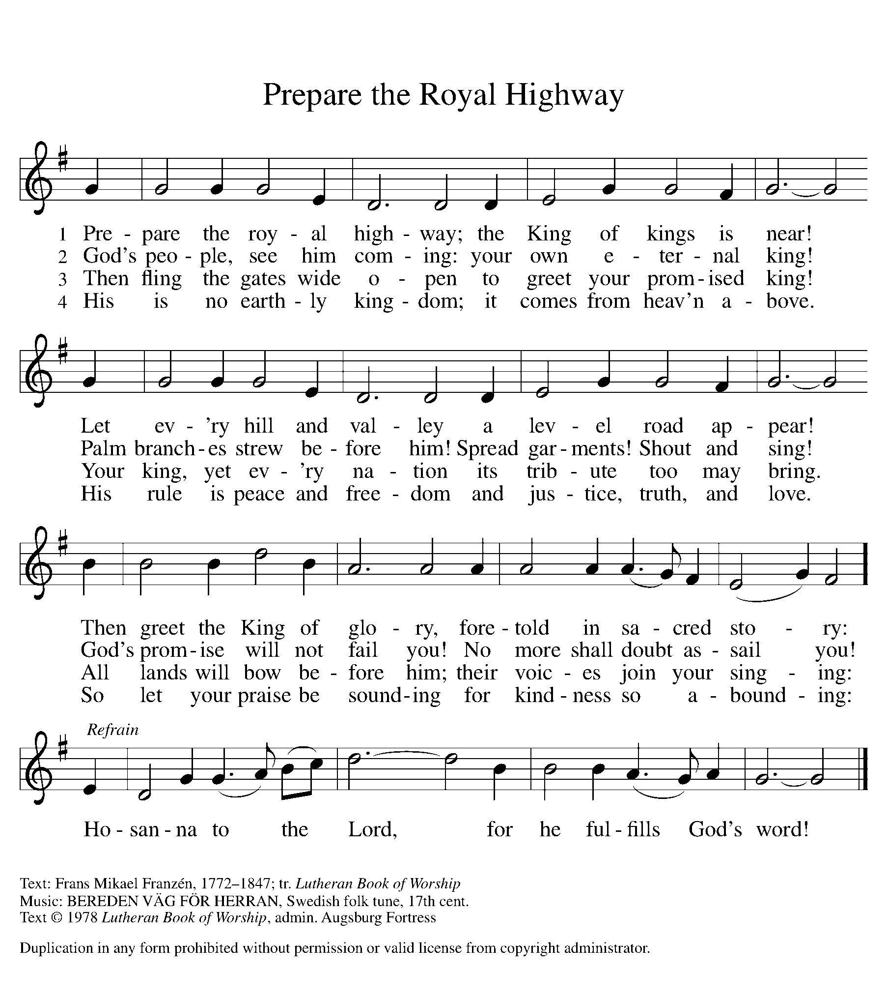 Prepare the Royal Highway
1 Pre - pare the roy - al high - way; the King of kings is near!
2 God's peo - ple, see him com - ing: your own e - ter - nal king!
3 Then fling the gates wide o - pen to greet your prom - ised king!
4 His is no earth - ly king - dom; it comes from heav'n a - bove.
Let ev - 'ry hill and val - ley a lev - el road ap - pear!
Palm branch - es strew be - fore him! Spread gar - ments! Shout and sing!
Your king, yet ev - 'ry na - tion its trib - ute too may bring.
His rule is peace and free - dom and jus - tice, truth, and love.
Then greet the King of glo - ry, fore - told in sa - cred sto - ry:
God's prom - ise will not fail you! No more shall doubt as - sail you!
All lands will bow be - fore him; their voic - es join your sing - ing:
So let your praise be sound - ing for kind - ness so a - bound - ing:
Refrain
Ho - san - na to the Lord, for he ful - fills God's word!
Text: Frans Mikael Franzén, 1772–1847; tr. Lutheran Book of Worship
Music: BEREDEN VÄG FÖR HERRAN, Swedish folk tune, 17th cent.
Text © 1978 Lutheran Book of Worship, admin. Augsburg Fortress
Duplication in any form prohibited without permission or valid license from copyright administrator.